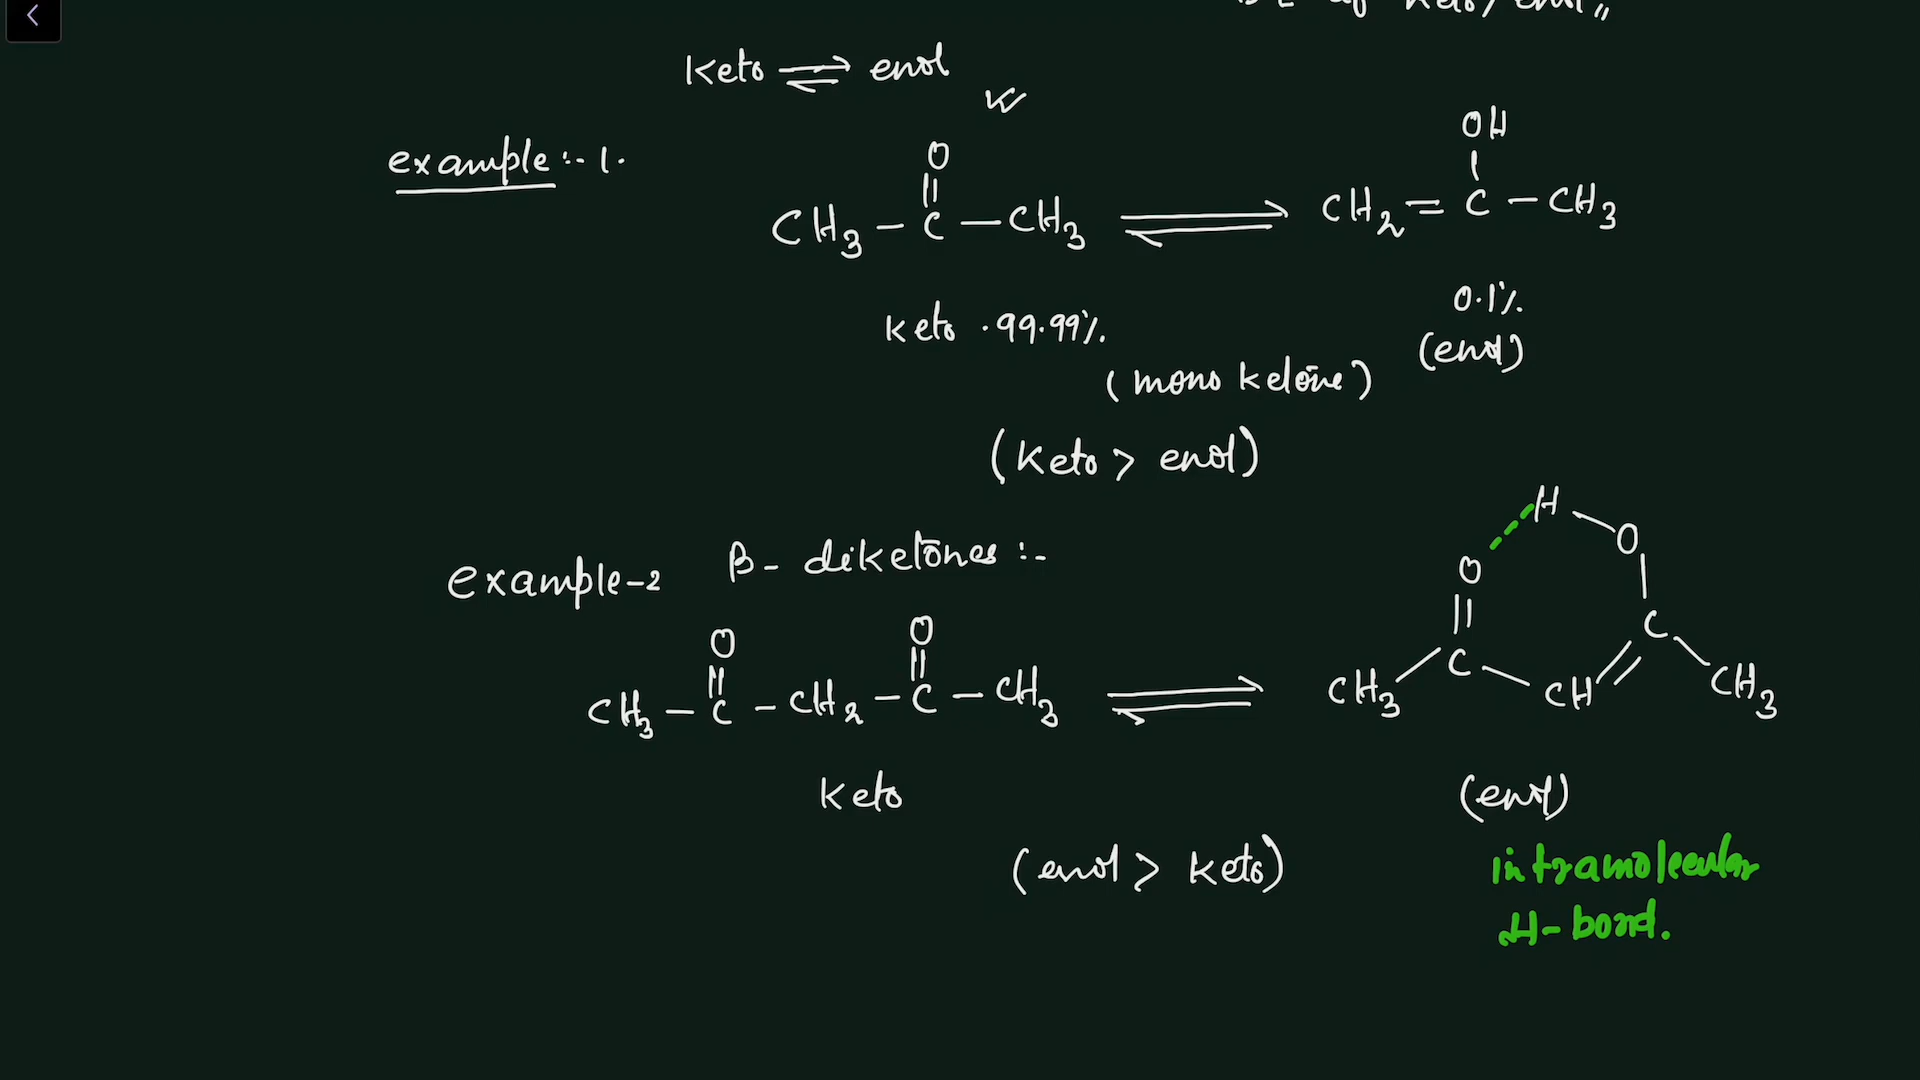 Keto ⇌ enol
example :- 1.
CH3 - C(=O) - CH3 ⇌ CH2 = C(OH) - CH3
keto . 99.99%.
0.1%.
(enol)
(mono ketone)
(Keto > enol)
example-2 β- diketones :-
CH3 - C(=O) - CH2 - C(=O) - CH3 ⇌ CH3 - C(=O) - CH = C(O - H) - CH3
Keto
(enol)
(enol > keto)
intramolecular
H-bond.